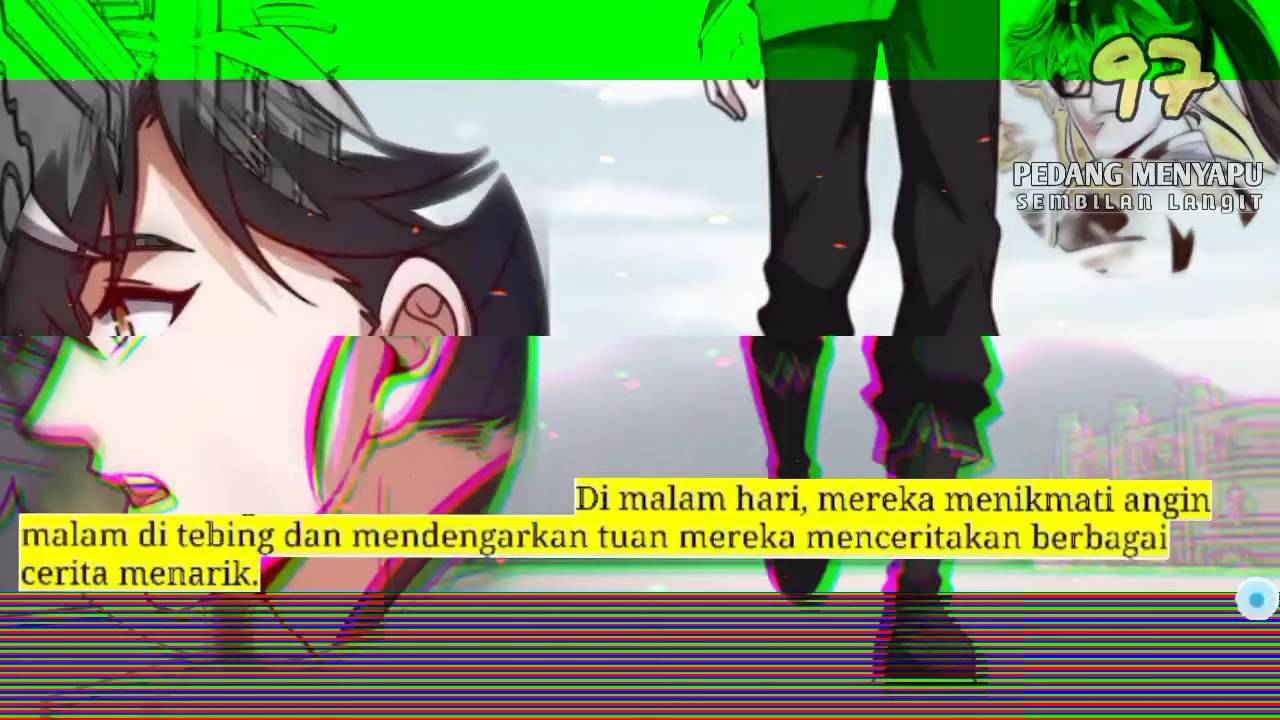 97
PEDANG MENYAPU
SEMBILAN LANGIT
Di malam hari, mereka menikmati angin
malam di tebing dan mendengarkan tuan mereka menceritakan berbagai
cerita menarik.